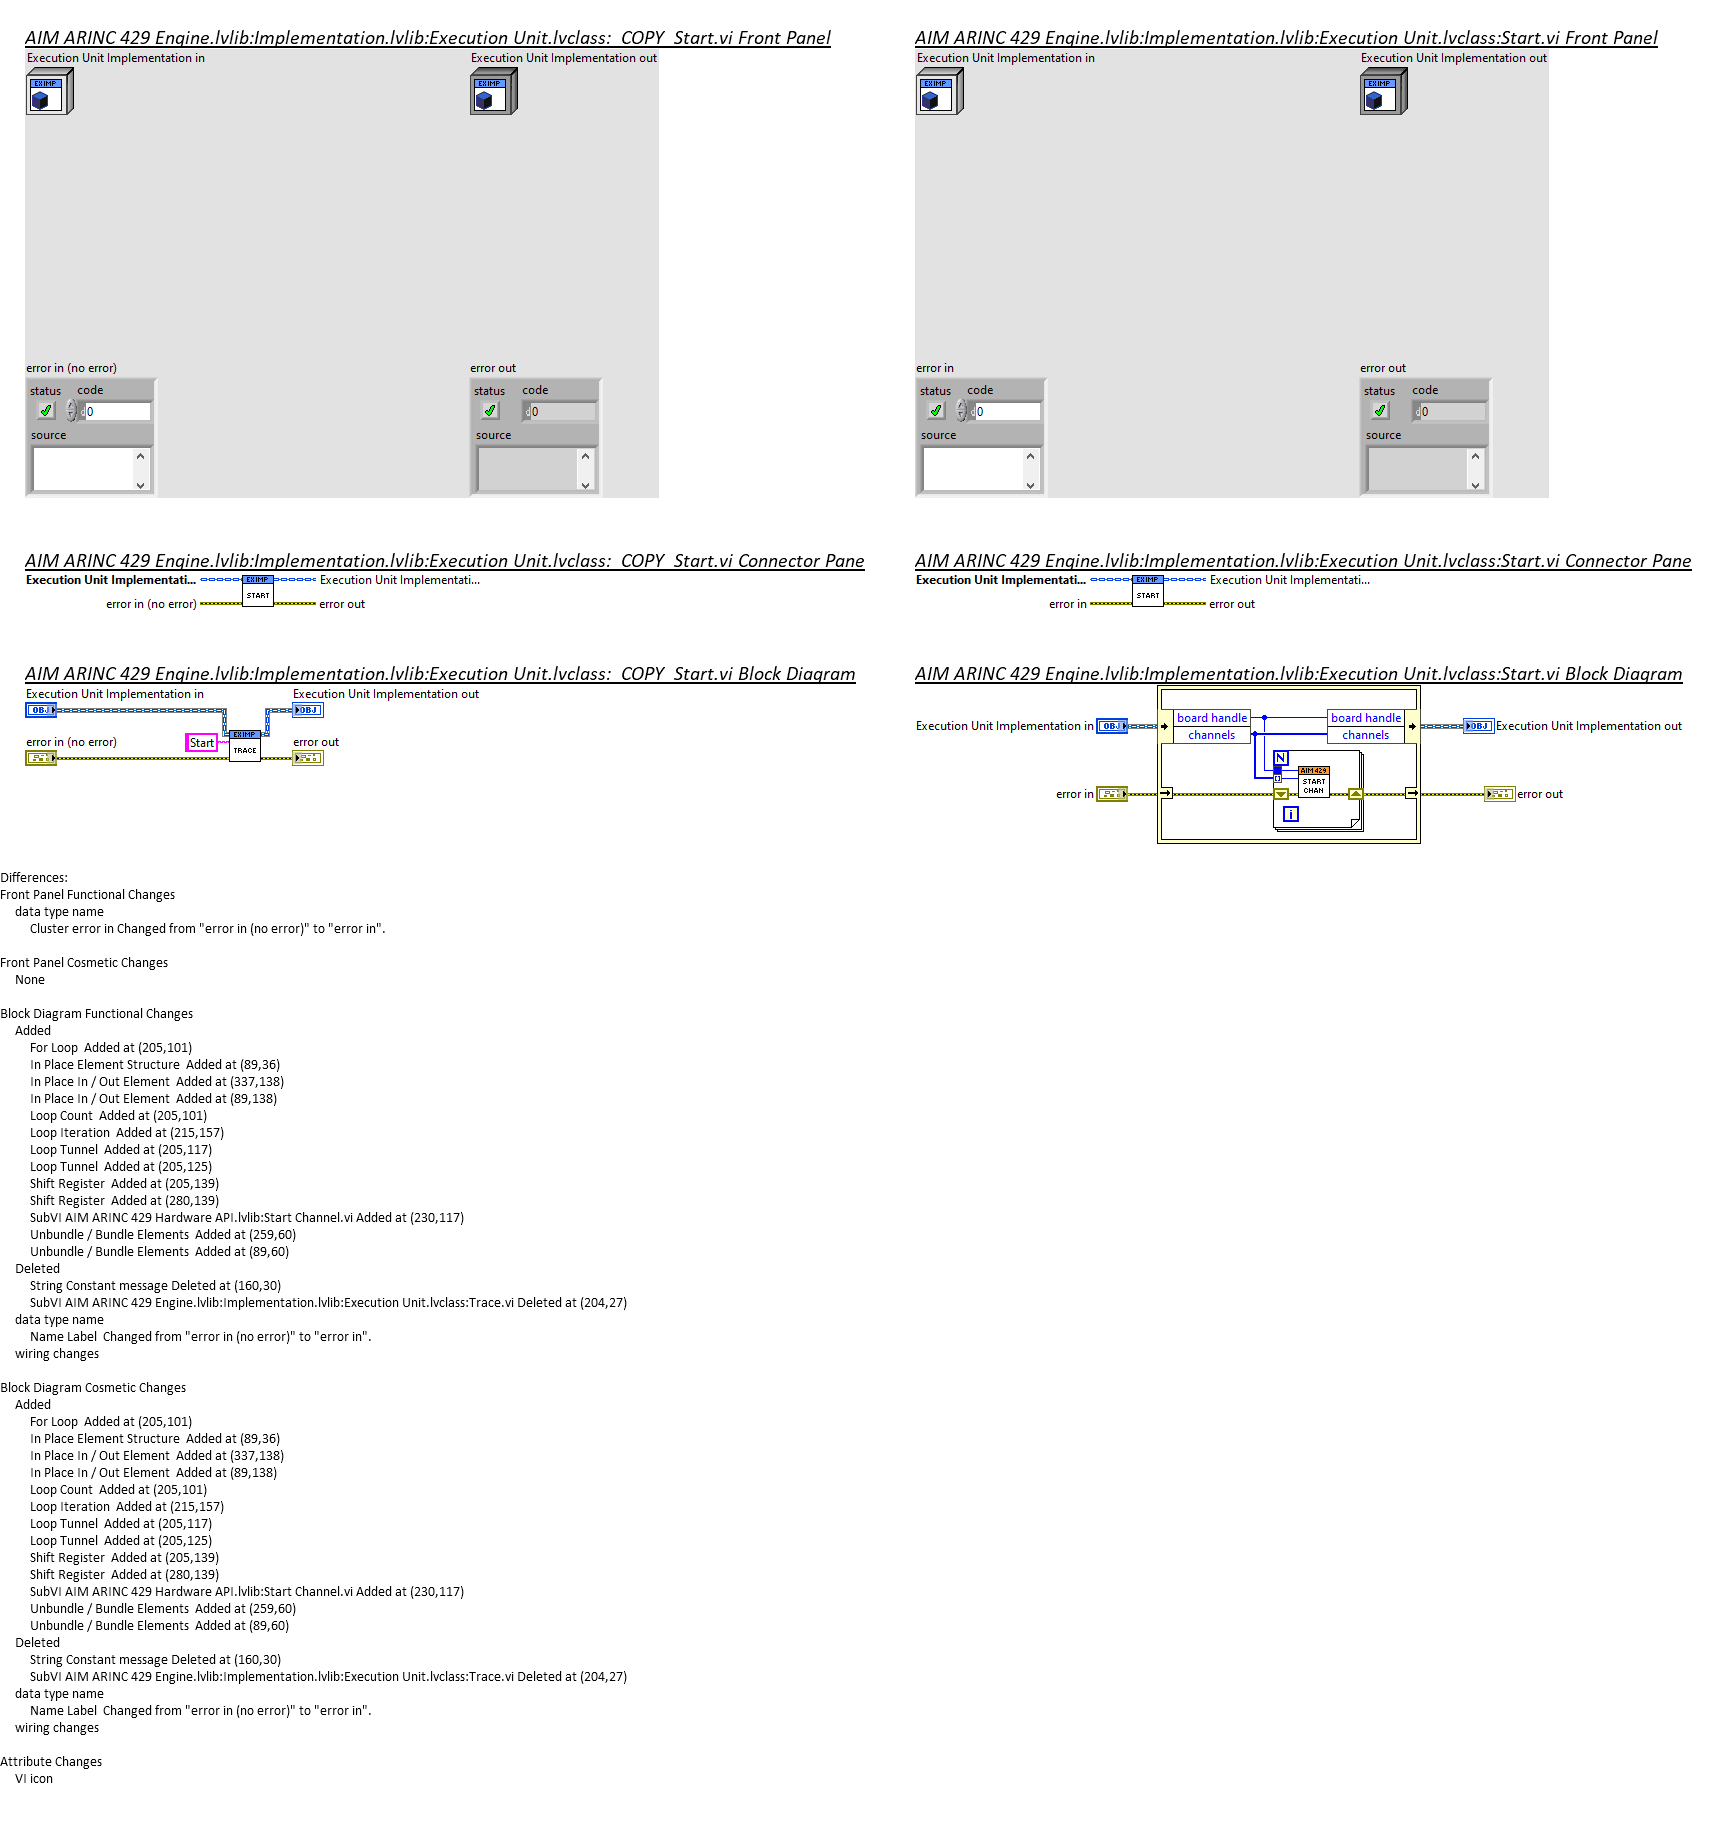 AIM ARINC 429 Engine.lvlib:Implementation.lvlib:Execution Unit.lvclass:_COPY_Start.vi Front Panel
Execution Unit Implementation in
Execution Unit Implementation out
EXIMP
EXIMP
error in (no error)
error out
status code
d 0
source
status code
d 0
source
AIM ARINC 429 Engine.lvlib:Implementation.lvlib:Execution Unit.lvclass:Start.vi Front Panel
Execution Unit Implementation in
Execution Unit Implementation out
EXIMP
EXIMP
error in
error out
status code
d 0
source
status code
d 0
source
AIM ARINC 429 Engine.lvlib:Implementation.lvlib:Execution Unit.lvclass:_COPY_Start.vi Connector Pane
Execution Unit Implementati... EXIMP Execution Unit Implementati...
START
error in (no error) error out
AIM ARINC 429 Engine.lvlib:Implementation.lvlib:Execution Unit.lvclass:Start.vi Connector Pane
Execution Unit Implementati... EXIMP Execution Unit Implementati...
START
error in error out
AIM ARINC 429 Engine.lvlib:Implementation.lvlib:Execution Unit.lvclass:_COPY_Start.vi Block Diagram
Execution Unit Implementation in
Execution Unit Implementation out
OBJ OBJ
error in (no error) Start EXIMP error out
TRACE
AIM ARINC 429 Engine.lvlib:Implementation.lvlib:Execution Unit.lvclass:Start.vi Block Diagram
board handle board handle
Execution Unit Implementation in OBJ OBJ Execution Unit Implementation out
channels channels
N
AIM 429
START
CHAN
error in error out
i
Differences:
Front Panel Functional Changes
data type name
Cluster error in Changed from "error in (no error)" to "error in".
Front Panel Cosmetic Changes
None
Block Diagram Functional Changes
Added
For Loop  Added at (205,101)
In Place Element Structure  Added at (89,36)
In Place In / Out Element  Added at (337,138)
In Place In / Out Element  Added at (89,138)
Loop Count  Added at (205,101)
Loop Iteration  Added at (215,157)
Loop Tunnel  Added at (205,117)
Loop Tunnel  Added at (205,125)
Shift Register  Added at (205,139)
Shift Register  Added at (280,139)
SubVI AIM ARINC 429 Hardware API.lvlib:Start Channel.vi Added at (230,117)
Unbundle / Bundle Elements  Added at (259,60)
Unbundle / Bundle Elements  Added at (89,60)
Deleted
String Constant message Deleted at (160,30)
SubVI AIM ARINC 429 Engine.lvlib:Implementation.lvlib:Execution Unit.lvclass:Trace.vi Deleted at (204,27)
data type name
Name Label  Changed from "error in (no error)" to "error in".
wiring changes
Block Diagram Cosmetic Changes
Added
For Loop  Added at (205,101)
In Place Element Structure  Added at (89,36)
In Place In / Out Element  Added at (337,138)
In Place In / Out Element  Added at (89,138)
Loop Count  Added at (205,101)
Loop Iteration  Added at (215,157)
Loop Tunnel  Added at (205,117)
Loop Tunnel  Added at (205,125)
Shift Register  Added at (205,139)
Shift Register  Added at (280,139)
SubVI AIM ARINC 429 Hardware API.lvlib:Start Channel.vi Added at (230,117)
Unbundle / Bundle Elements  Added at (259,60)
Unbundle / Bundle Elements  Added at (89,60)
Deleted
String Constant message Deleted at (160,30)
SubVI AIM ARINC 429 Engine.lvlib:Implementation.lvlib:Execution Unit.lvclass:Trace.vi Deleted at (204,27)
data type name
Name Label  Changed from "error in (no error)" to "error in".
wiring changes
Attribute Changes
VI icon